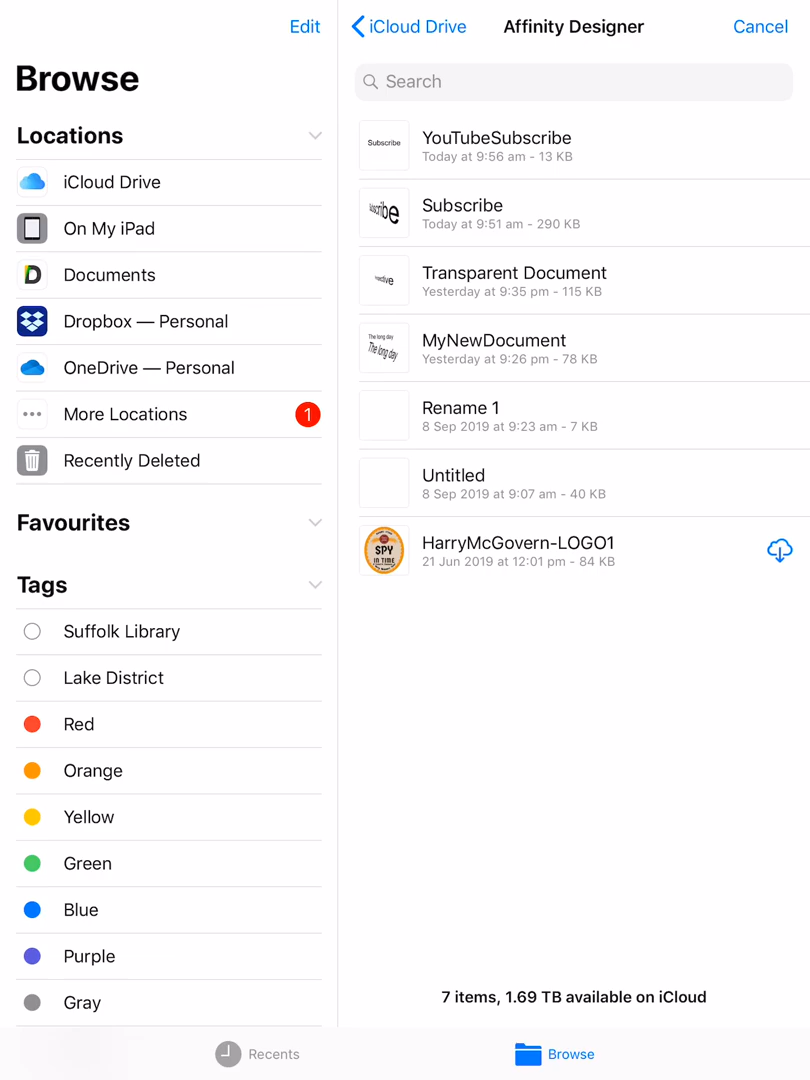 Edit
Browse
Locations
iCloud Drive
On My iPad
Documents
Dropbox — Personal
OneDrive — Personal
More Locations
1
Recently Deleted
Favourites
Tags
Suffolk Library
Lake District
Red
Orange
Yellow
Green
Blue
Purple
Gray
iCloud Drive
Affinity Designer
Cancel
Search
Subscribe
YouTubeSubscribe
Today at 9:56 am - 13 KB
Subscribe
Today at 9:51 am - 290 KB
Transparent Document
Yesterday at 9:35 pm - 115 KB
The long day
The long day
MyNewDocument
Yesterday at 9:26 pm - 78 KB
Rename 1
8 Sep 2019 at 9:23 am - 7 KB
Untitled
8 Sep 2019 at 9:07 am - 40 KB
SPY
IN TIME
HarryMcGovern-LOGO1
21 Jun 2019 at 12:01 pm - 84 KB
7 items, 1.69 TB available on iCloud
Recents
Browse